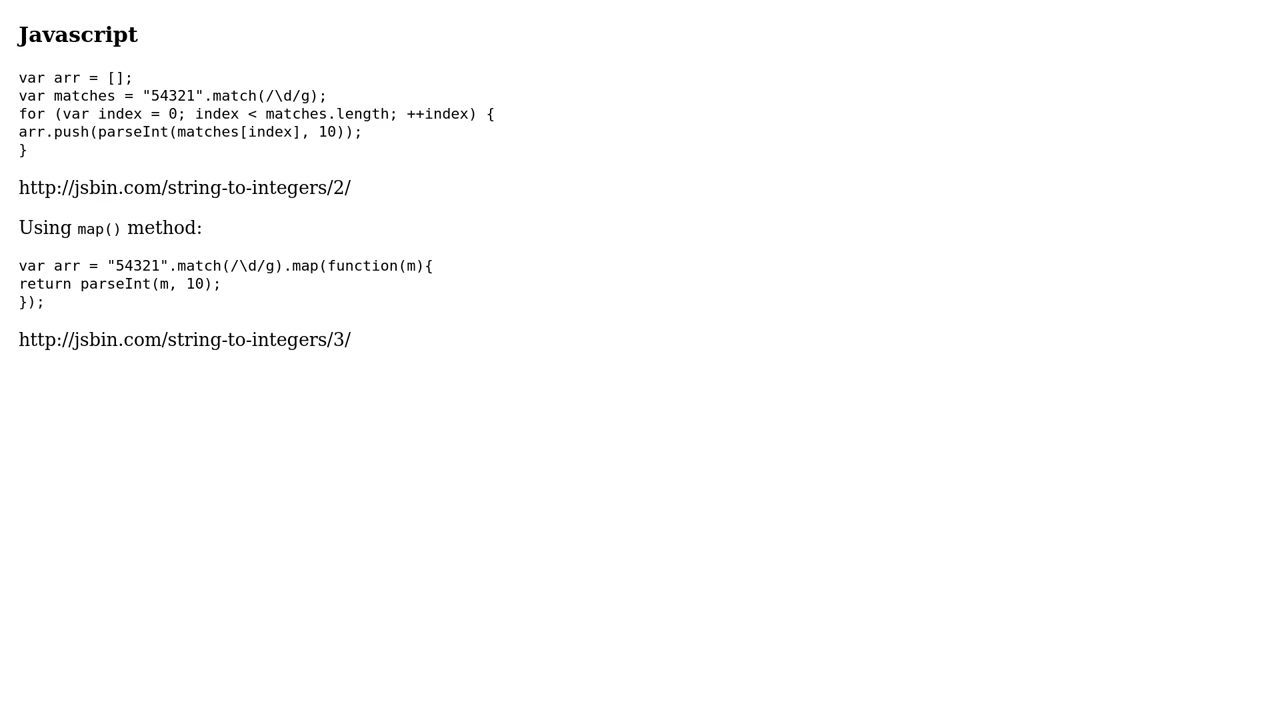 Javascript
var arr = [];
var matches = "54321".match(/\d/g);
for (var index = 0; index < matches.length; ++index) {
arr.push(parseInt(matches[index], 10));
}
http://jsbin.com/string-to-integers/2/
Using map() method:
var arr = "54321".match(/\d/g).map(function(m){
return parseInt(m, 10);
});
http://jsbin.com/string-to-integers/3/